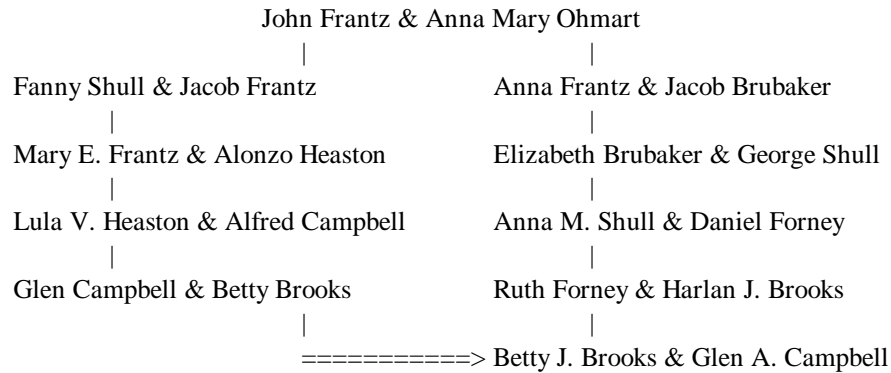 John Frantz & Anna Mary Ohmart
|                                        |
Fanny Shull & Jacob Frantz                Anna Frantz & Jacob Brubaker
|                                        |
Mary E. Frantz & Alonzo Heaston                Elizabeth Brubaker & George Shull
|                                        |
Lula V. Heaston & Alfred Campbell                Anna M. Shull & Daniel Forney
|                                        |
Glen Campbell & Betty Brooks                Ruth Forney & Harlan J. Brooks
|                                        |
===========> Betty J. Brooks & Glen A. Campbell